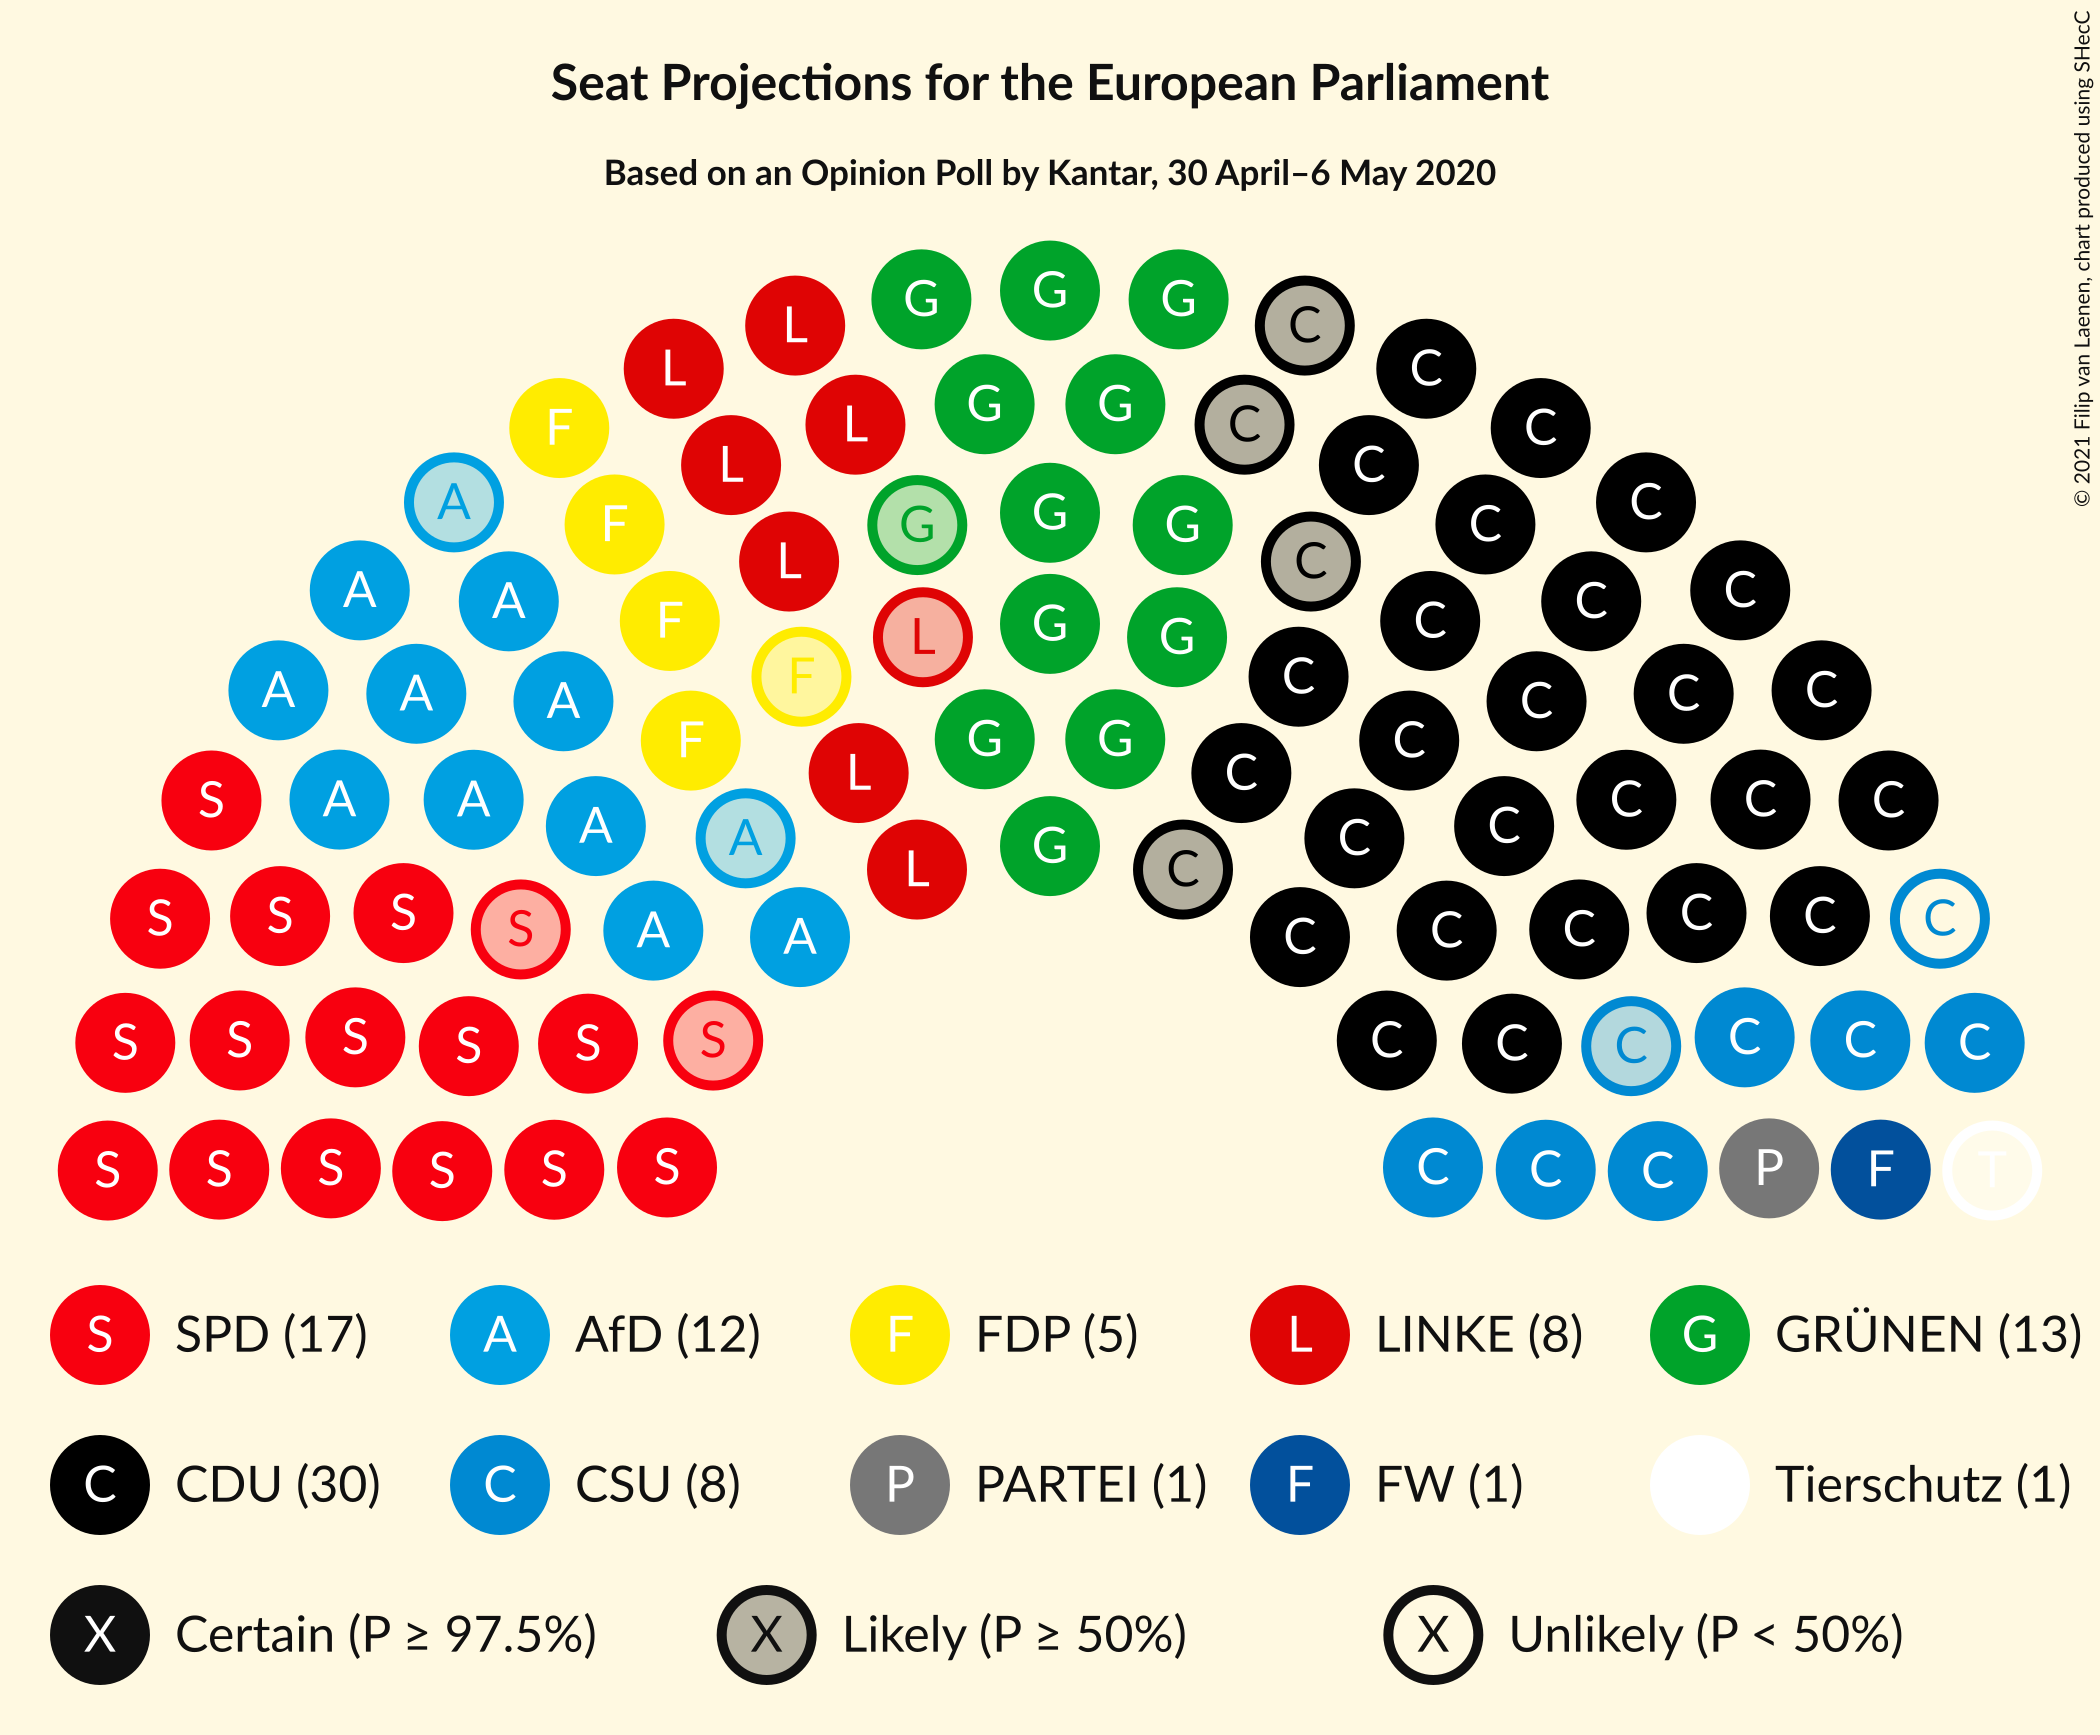 Seat Projections for the European Parliament
Based on an Opinion Poll by Kantar, 30 April–6 May 2020
© 2021 Filip van Laenen, chart produced using SHecC
G G G
L C
L C
G G
L C
F C
L C
A C
G
G G
F C
L C
A C
A C
F C
G
L G
F C
A C
A A C C
A C
F C
G G
L C
S A A C C C
A C
A C
G
L C
S S S C C C
S A C C
A C
S S S S S S C C C C C C
S S S S S S C C C P F T
S SPD (17) A AfD (12) F FDP (5) L LINKE (8) G GRÜNEN (13)
C CDU (30) C CSU (8) P PARTEI (1) F FW (1) Tierschutz (1)
X Certain (P ≥ 97.5%) X Likely (P ≥ 50%) X Unlikely (P < 50%)